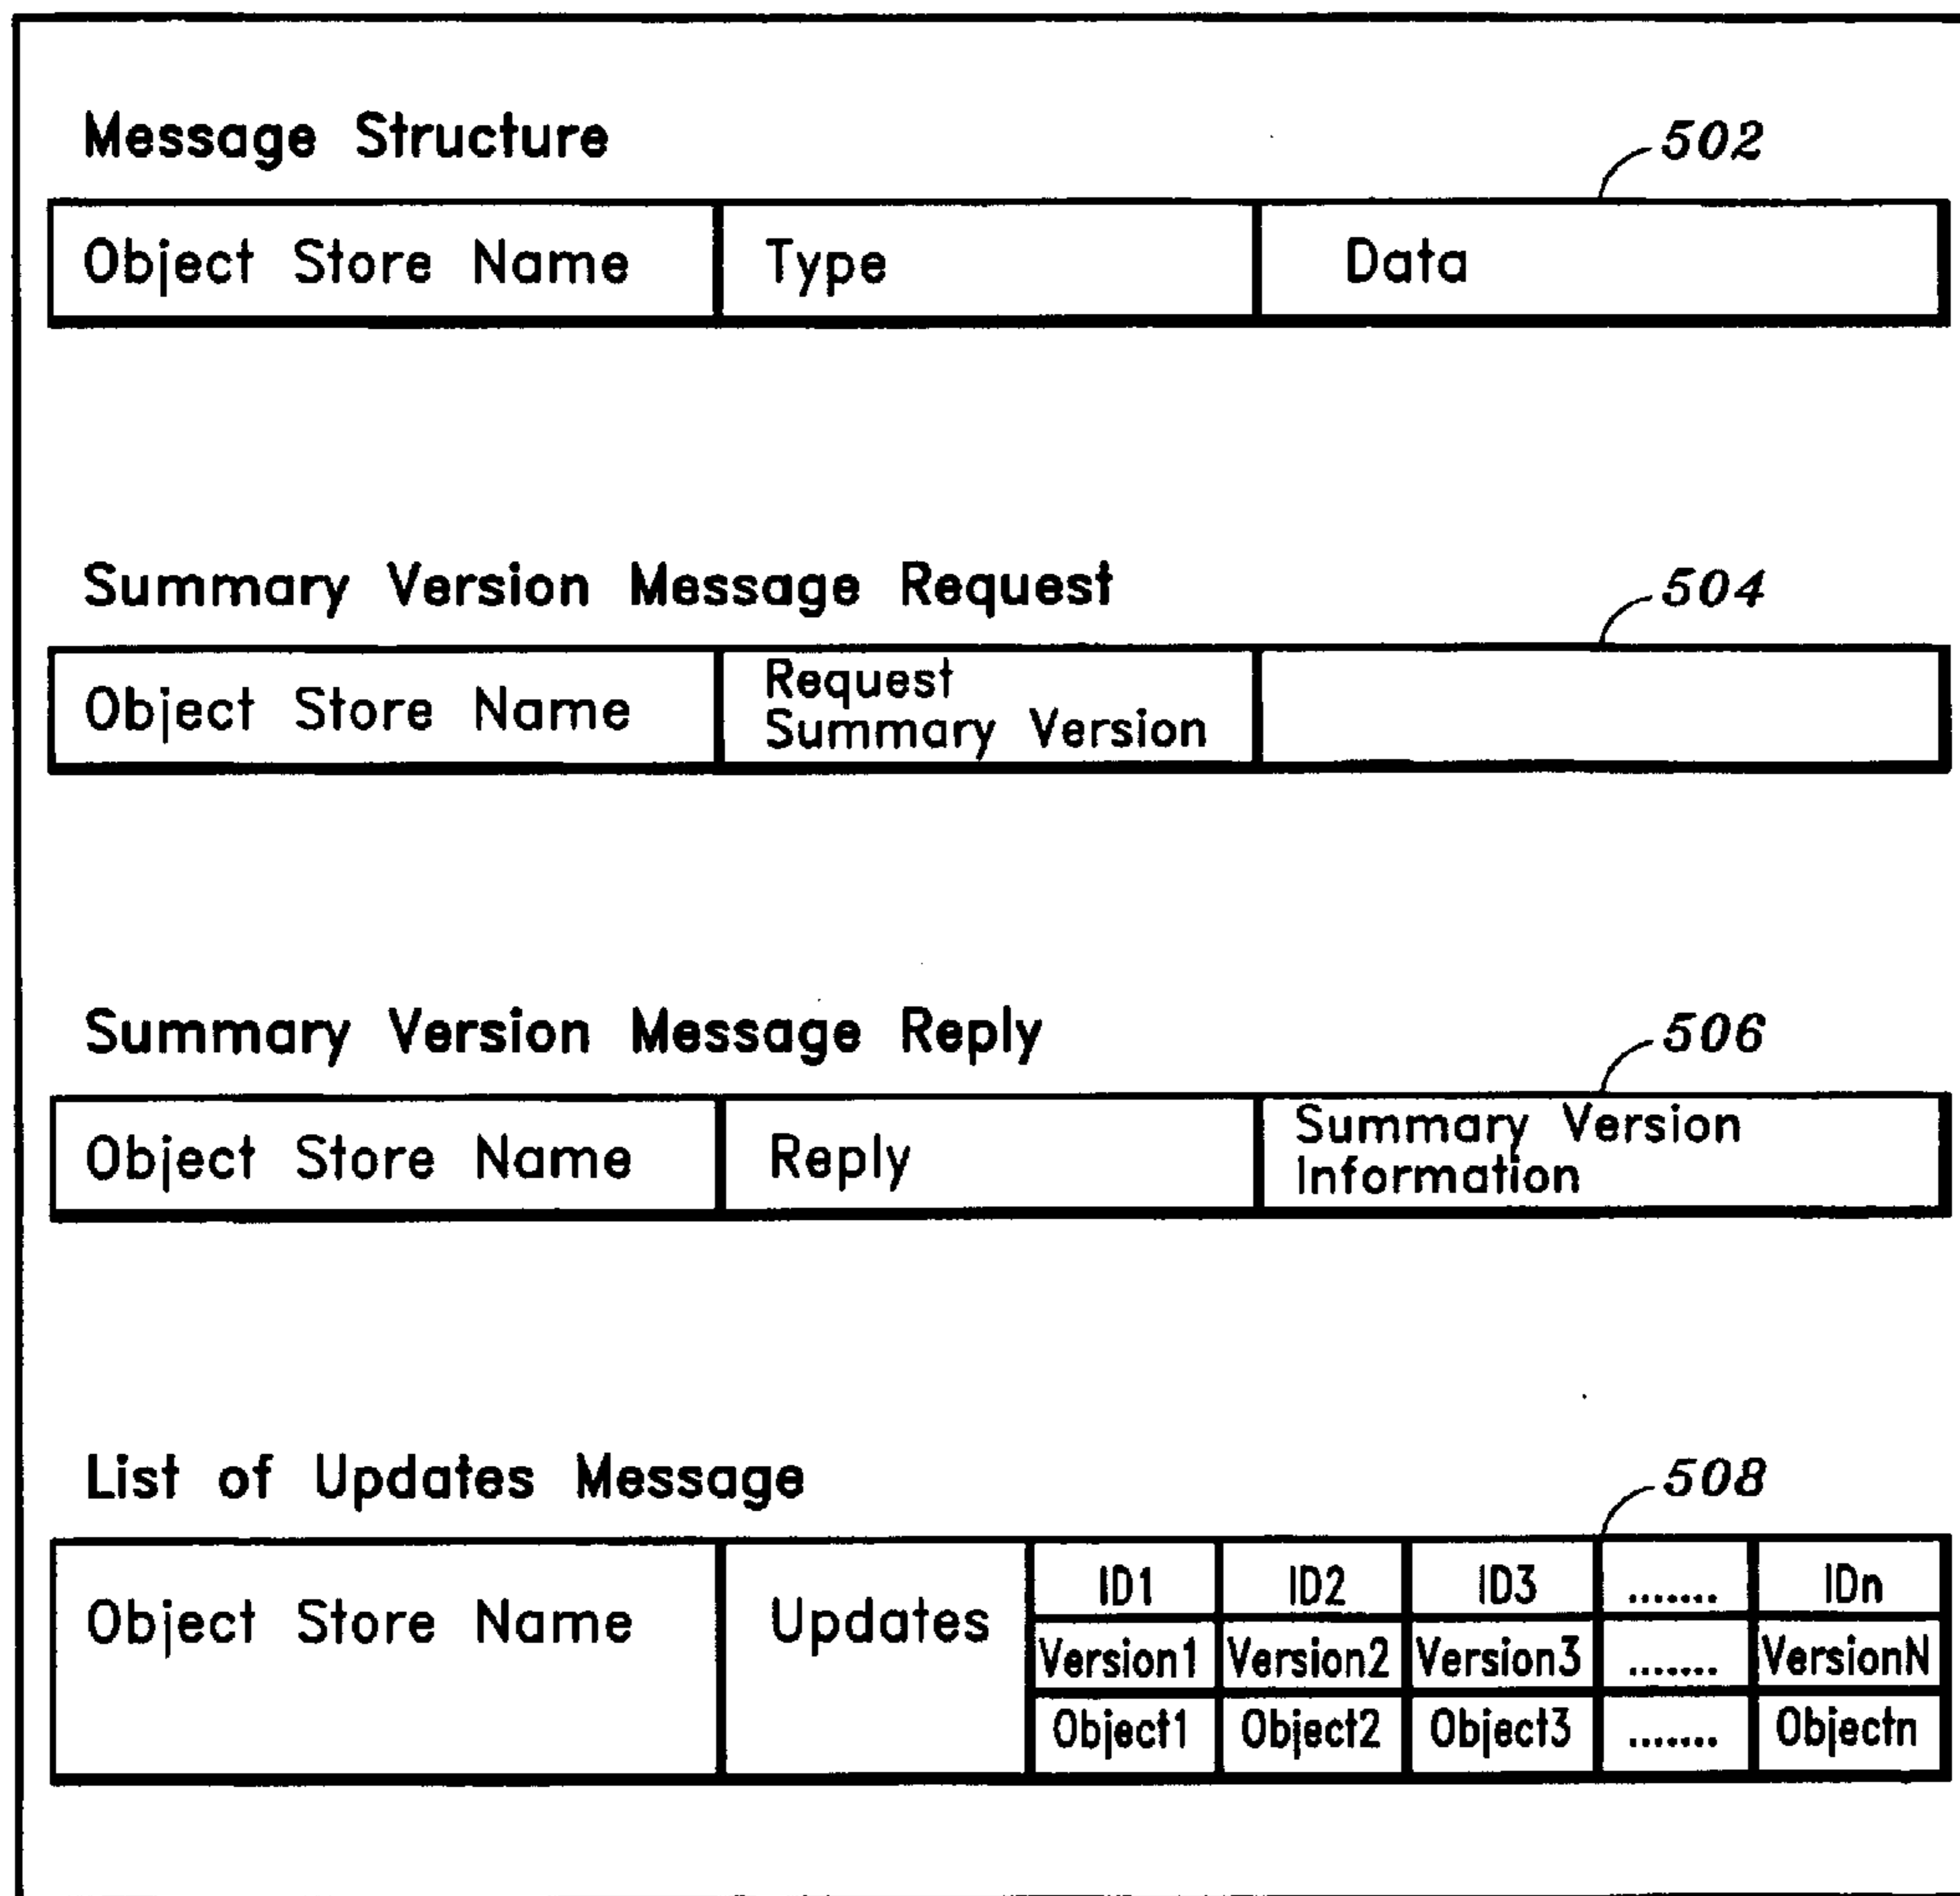 Message Structure
502
Object Store Name Type Data
Summary Version Message Request
504
Object Store Name Request Summary Version
Summary Version Message Reply
506
Object Store Name Reply Summary Version Information
List of Updates Message
508
Object Store Name Updates
ID1 ID2 ID3 ....... IDn
Version1 Version2 Version3 ....... VersionN
Object1 Object2 Object3 ....... Objectn